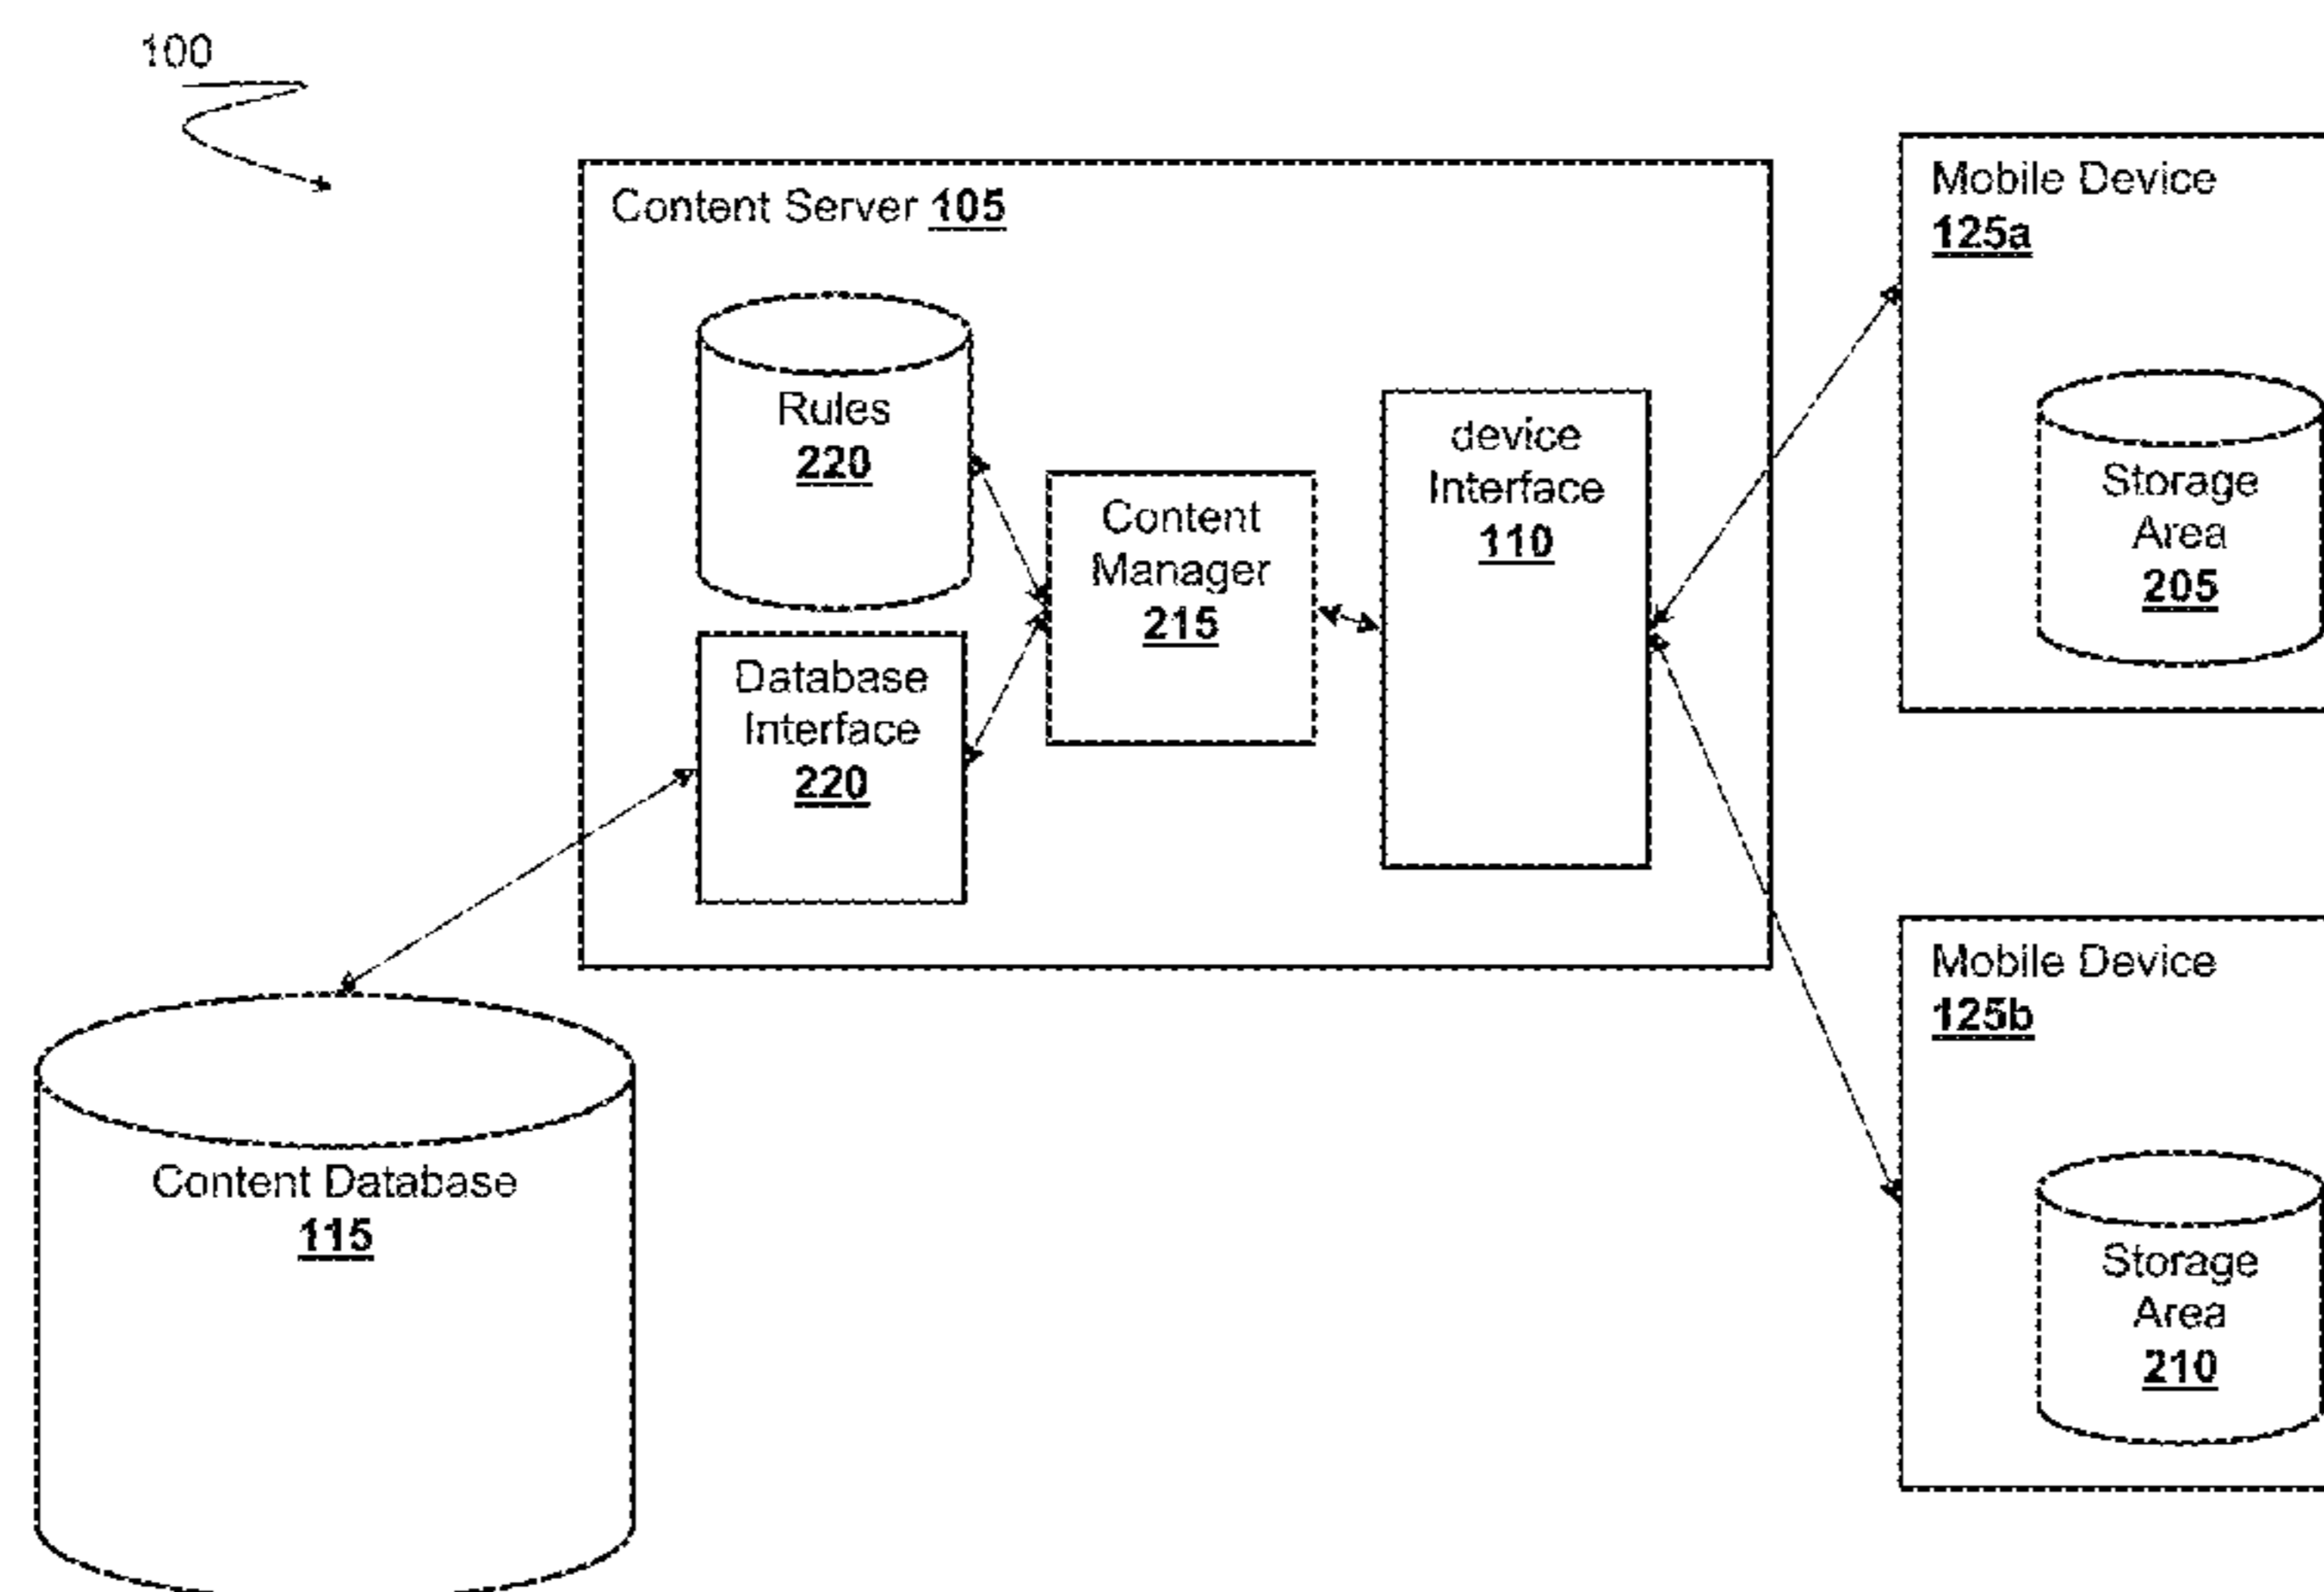 100
Content Server 105
Rules
220
Database
Interface
220
Content
Manager
215
device
Interface
110
Mobile Device
125a
Storage
Area
205
Mobile Device
125b
Storage
Area
210
Content Database
115